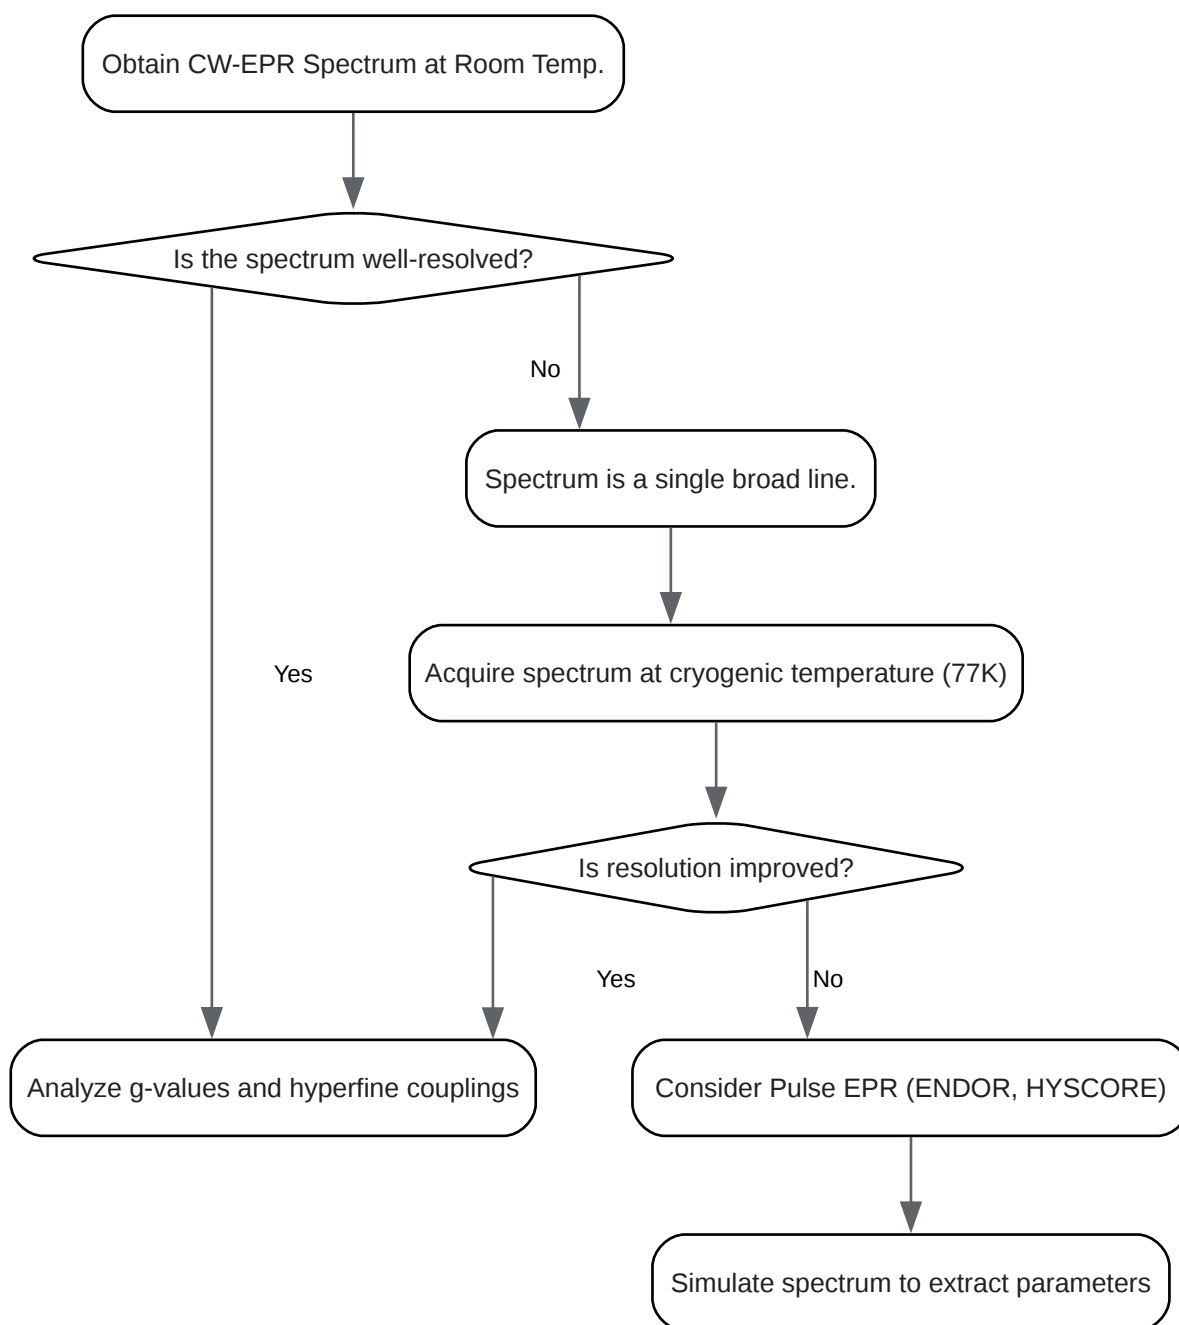 Obtain CW-EPR Spectrum at Room Temp.
Is the spectrum well-resolved?
No
Spectrum is a single broad line.
Yes
Acquire spectrum at cryogenic temperature (77K)
Is resolution improved?
Yes
No
Analyze g-values and hyperfine couplings
Consider Pulse EPR (ENDOR, HYSCORE)
Simulate spectrum to extract parameters